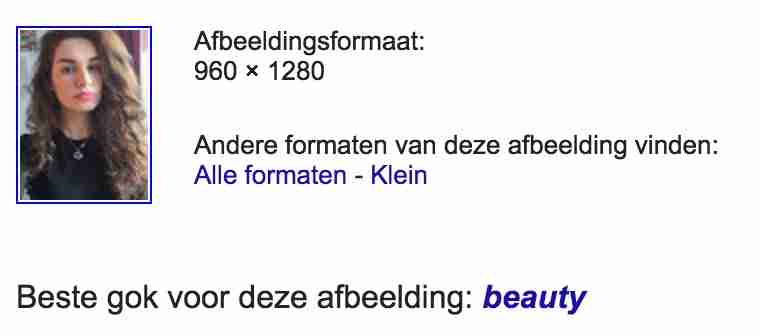 Afbeeldingsformaat:
960 × 1280
Andere formaten van deze afbeelding vinden:
Alle formaten - Klein
Beste gok voor deze afbeelding: beauty